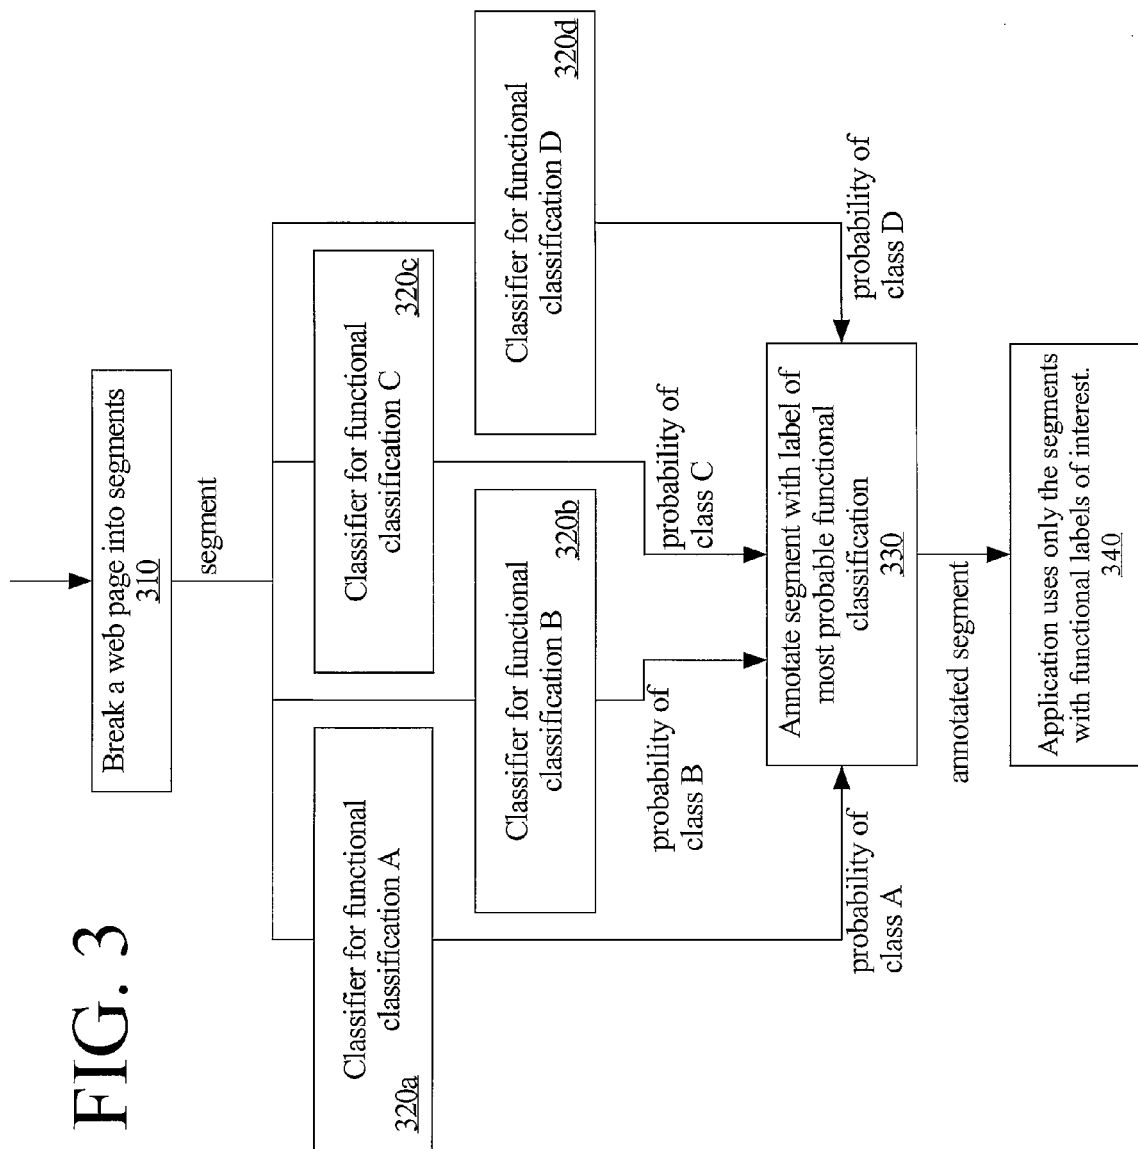 FIG. 3
Break a web page into segments
310
segment
Classifier for functional
classification A
320a
Classifier for functional
classification B
320b
Classifier for functional
classification C
320c
Classifier for functional
classification D
320d
probability of
class A
probability of
class B
probability of
class C
probability of
class D
Annotate segment with label of
most probable functional
classification
330
annotated segment
Application uses only the segments
with functional labels of interest.
340